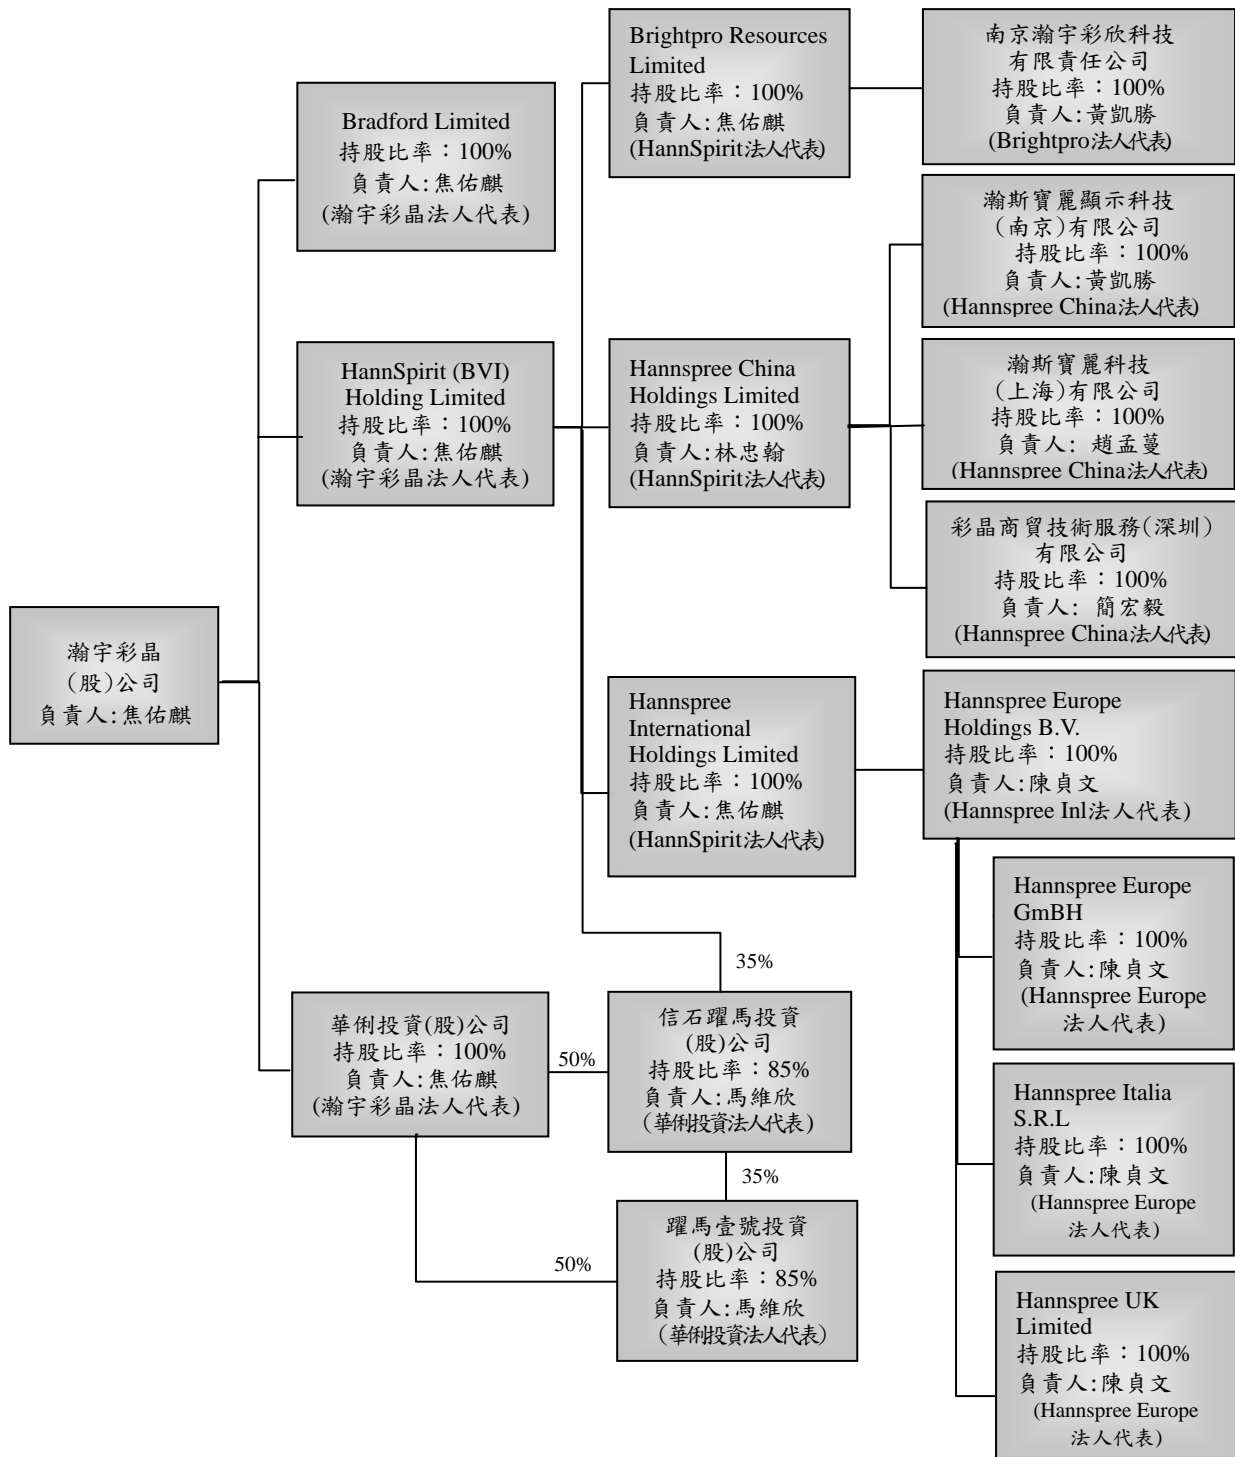 Brightpro Resources
Limited
持股比率：100%
負責人:焦佑麒
(HannSpirit法人代表)
南京瀚宇彩欣科技
有限責任公司
持股比率：100%
負責人:黃凱勝
(Brightpro法人代表)
Bradford Limited
持股比率：100%
負責人:焦佑麒
(瀚宇彩晶法人代表)
瀚斯寶麗顯示科技
(南京)有限公司
持股比率：100%
負責人:黃凱勝
(Hannspree China法人代表)
HannSpirit (BVI)
Holding Limited
持股比率：100%
負責人:焦佑麒
(瀚宇彩晶法人代表)
Hannspree China
Holdings Limited
持股比率：100%
負責人:林忠翰
(HannSpirit法人代表)
瀚斯寶麗科技
(上海)有限公司
持股比率：100%
負責人: 趙孟蔓
(Hannspree China法人代表)
彩晶商貿技術服務(深圳)
有限公司
持股比率：100%
負責人: 簡宏毅
(Hannspree China法人代表)
瀚宇彩晶
(股)公司
負責人:焦佑麒
Hannspree
International
Holdings Limited
持股比率：100%
負責人:焦佑麒
(HannSpirit法人代表)
Hannspree Europe
Holdings B.V.
持股比率：100%
負責人:陳貞文
(Hannspree Inl法人代表)
Hannspree Europe
GmBH
持股比率：100%
負責人:陳貞文
(Hannspree Europe
法人代表)
35%
華俐投資(股)公司
持股比率：100%
負責人:焦佑麒
(瀚宇彩晶法人代表)
50%
信石躍馬投資
(股)公司
持股比率：85%
負責人:馬維欣
(華俐投資法人代表)
Hannspree Italia
S.R.L
持股比率：100%
負責人:陳貞文
(Hannspree Europe
法人代表)
35%
50%
躍馬壹號投資
(股)公司
持股比率：85%
負責人:馬維欣
(華俐投資法人代表)
Hannspree UK
Limited
持股比率：100%
負責人:陳貞文
(Hannspree Europe
法人代表)